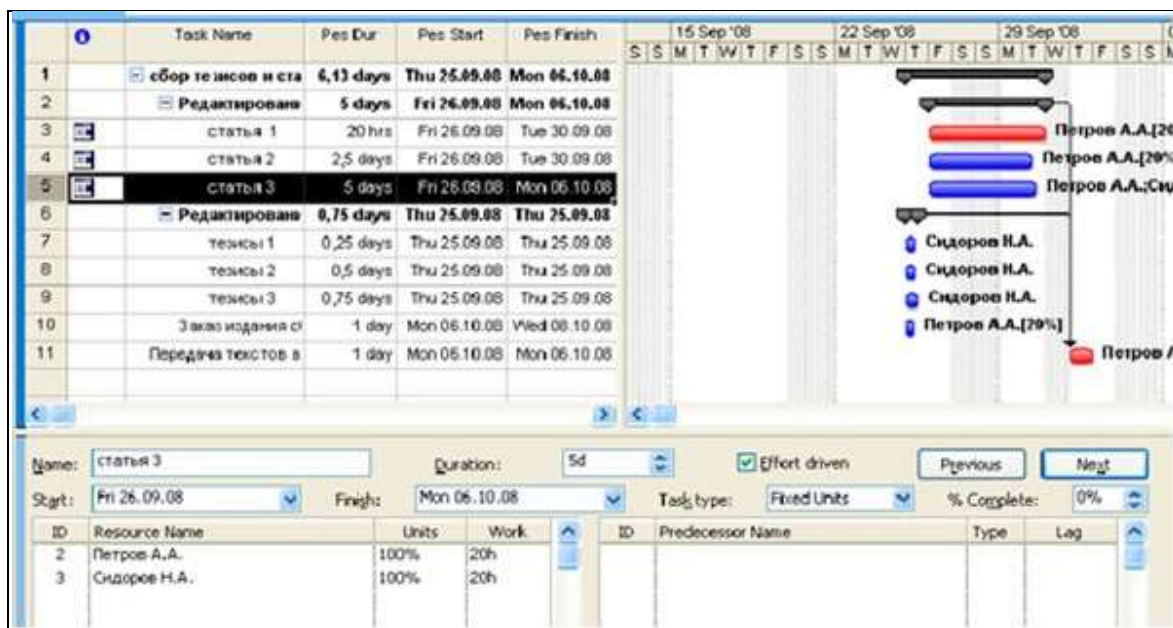 Task Name Pes Dur Pes Start Pes Finish 15 Sep '08 22 Sep '08 29 Sep '08
S S M T W T F S S M T W T F S S M T W T F S S
1 сбор тезисов и ста 6,13 days Thu 25.09.08 Mon 06.10.08
2 Редактирован 5 days Fri 26.09.08 Mon 06.10.08
3 статья 1 20 hrs Fri 26.09.08 Tue 30.09.08 Петров А.А.[20
4 статья 2 2,5 days Fri 26.09.08 Tue 30.09.08 Петров А.А.[20%
5 статья 3 5 days Fri 26.09.08 Mon 06.10.08 Петров А.А.;Си
6 Редактирован 0,75 days Thu 25.09.08 Thu 25.09.08
7 тезисы 1 0,25 days Thu 25.09.08 Thu 25.09.08 Сидоров Н.А.
8 тезисы 2 0,5 days Thu 25.09.08 Thu 25.09.08 Сидоров Н.А.
9 тезисы 3 0,75 days Thu 25.09.08 Thu 25.09.08 Сидоров Н.А.
10 Заказ издания с 1 day Mon 06.10.08 Wed 08.10.08 Петров А.А.[20%]
11 Передача текстов в 1 day Mon 06.10.08 Mon 06.10.08 Петров А
Name: статья 3 Duration: 5d Effort driven Previous Next
Start: Fri 26.09.08 Finish: Mon 06.10.08 Task type: Fixed Units % Complete: 0%
ID Resource Name Units Work ID Predecessor Name Type Lag
2 Петров А.А. 100% 20h
3 Сидоров Н.А. 100% 20h